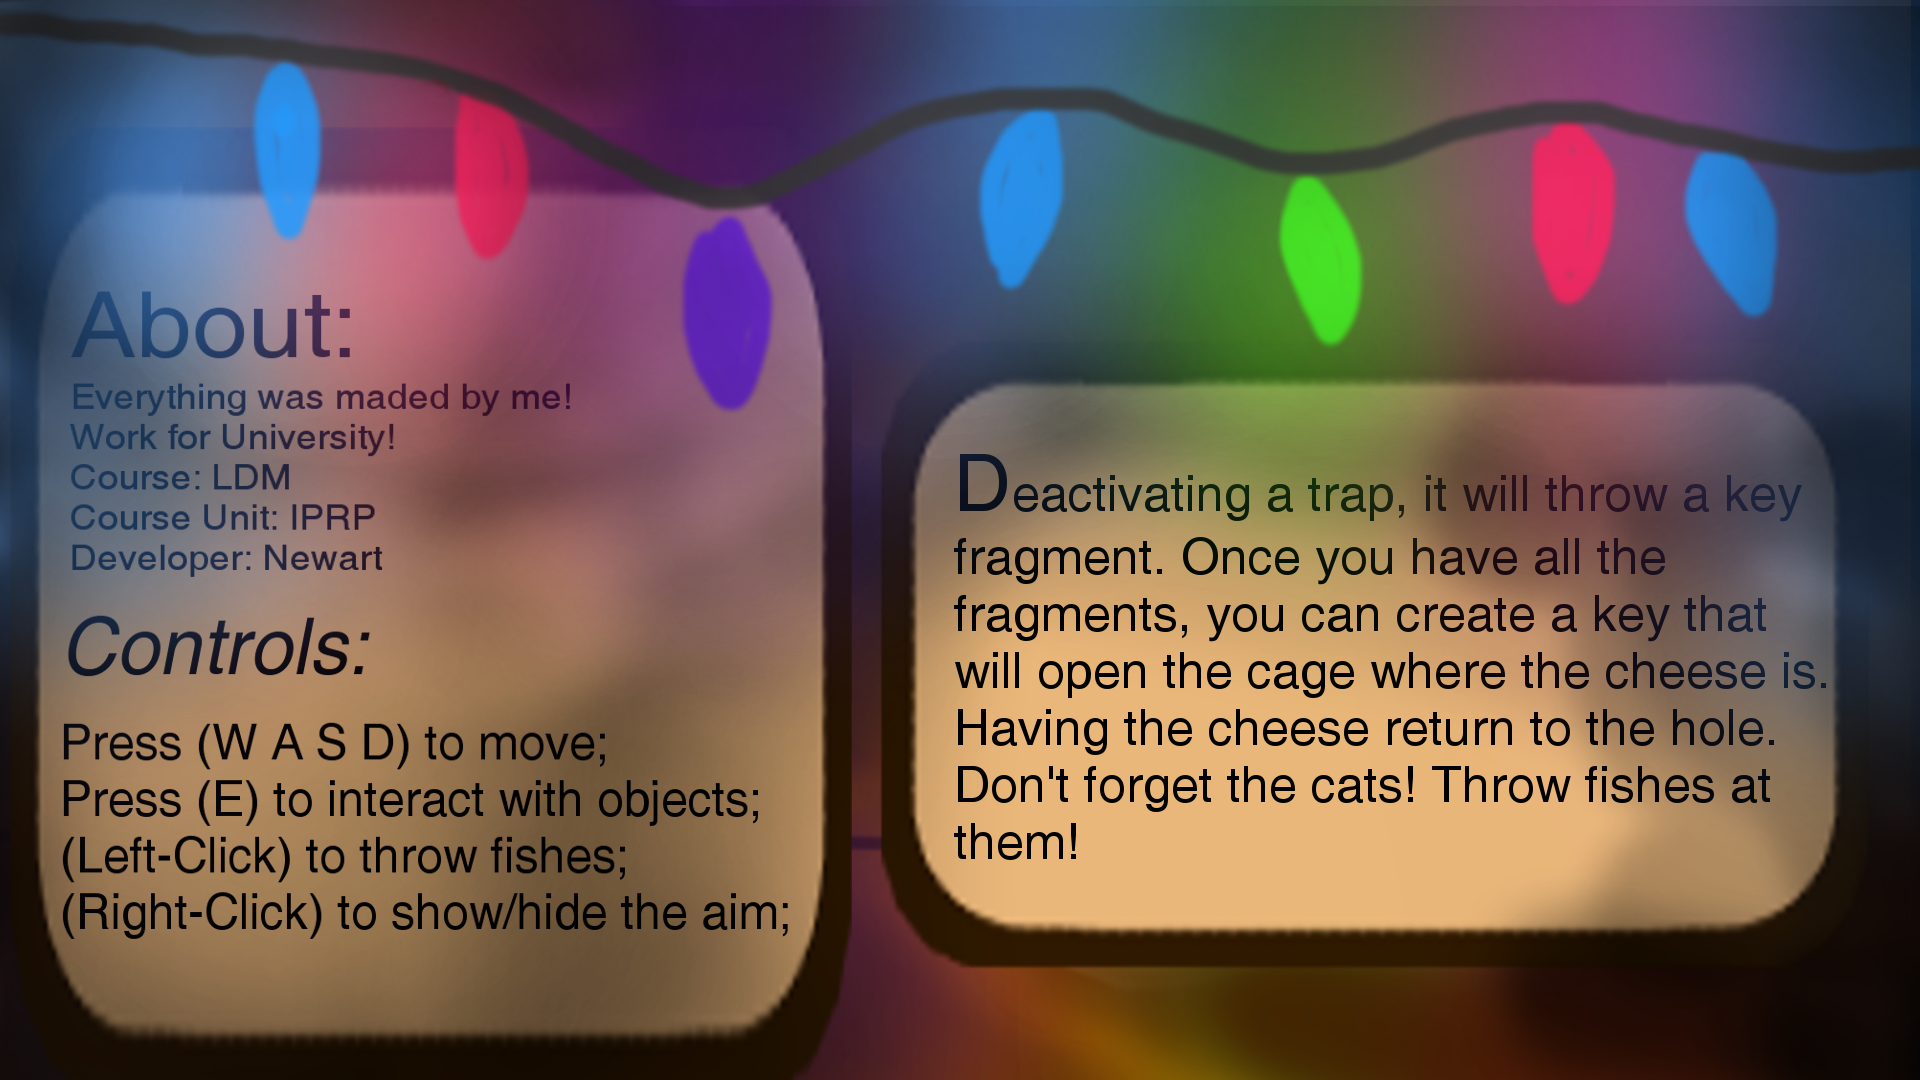 About:
Everything was maded by me!
Work for University!
Course: LDM
Course Unit: IPRP
Developer: Newart
Controls:
Press (W A S D) to move;
Press (E) to interact with objects;
(Left-Click) to throw fishes;
(Right-Click) to show/hide the aim;
Deactivating a trap, it will throw a key
fragment. Once you have all the
fragments, you can create a key that
will open the cage where the cheese is.
Having the cheese return to the hole.
Don't forget the cats! Throw fishes at
them!